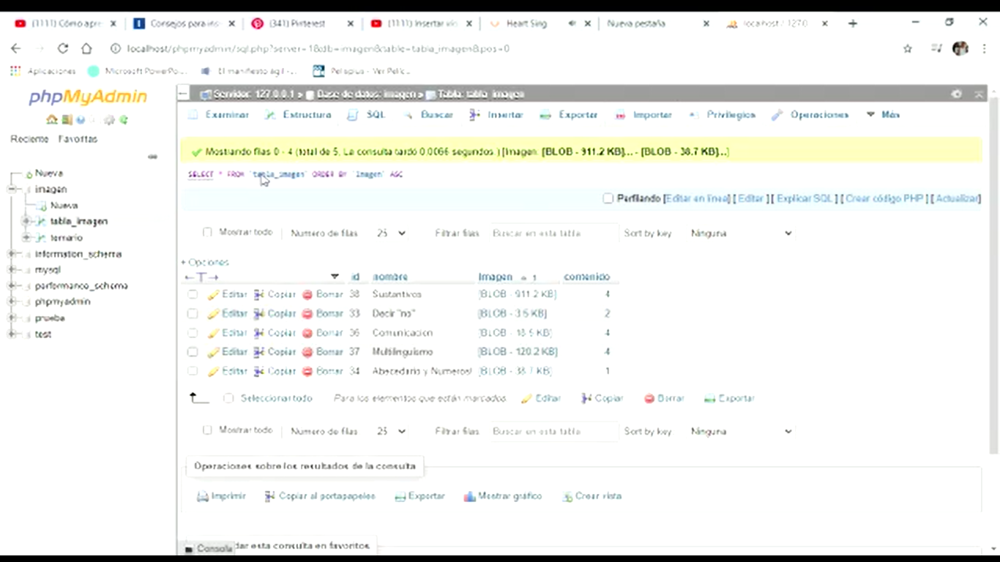 (1111) Cómo apre
Consejos para ins
(341) Pinterest
(1111) Insertar vis
Heart Sing
Nueva pestaña
localhost / 127.0
localhost/phpmyadmin/sql.php?server=1&db=imagen&table=tabla_imagen&pos=0
Aplicaciones
Microsoft PowerPo...
El manifiesto ágil -...
Pelisplus - Ver Pelíc...
phpMyAdmin
Reciente Favoritas
Nueva
imagen
Nueva
tabla_imagen
temario
information_schema
mysql
performance_schema
phpmyadmin
prueba
test
Servidor: 127.0.0.1 » Base de datos: imagen » Tabla: tabla_imagen
Examinar Estructura SQL Buscar Insertar Exportar Importar Privilegios Operaciones Más
Mostrando filas 0 - 4 (total de 5, La consulta tardó 0.0066 segundos.) [imagen: [BLOB - 911.2 KB]... - [BLOB - 38.7 KB]...]
SELECT * FROM `tabla_imagen` ORDER BY `imagen` ASC
Perfilando [Editar en línea] [ Editar ] [ Explicar SQL ] [ Crear código PHP ] [ Actualizar]
Mostrar todo Número de filas 25 Filtrar filas Buscar en esta tabla Sort by key Ninguna
+ Opciones
←T→ id nombre imagen 1 contenido
Editar Copiar Borrar 38 Sustantivos [BLOB - 911.2 KB] 4
Editar Copiar Borrar 33 Decir "no" [BLOB - 3.5 KB] 2
Editar Copiar Borrar 36 Comunicacion [BLOB - 18.5 KB] 4
Editar Copiar Borrar 37 Multilinguismo [BLOB - 120.2 KB] 4
Editar Copiar Borrar 34 Abecedario y Numeros! [BLOB - 38.7 KB] 1
Seleccionar todo Para los elementos que están marcados: Editar Copiar Borrar Exportar
Mostrar todo Número de filas 25 Filtrar filas Buscar en esta tabla Sort by key Ninguna
Operaciones sobre los resultados de la consulta
Imprimir Copiar al portapapeles Exportar Mostrar gráfico Crear vista
Consola dar esta consulta en favoritos